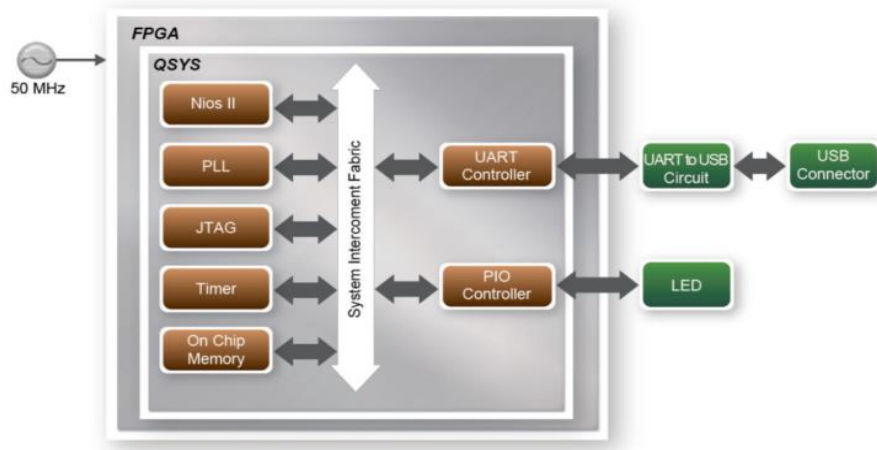 FPGA
QSYS
50 MHz
Nios II
PLL
JTAG
Timer
On Chip
Memory
System Intercoment Fabric
UART
Controller
PIO
Controller
UART to USB
Circuit
USB
Connector
LED